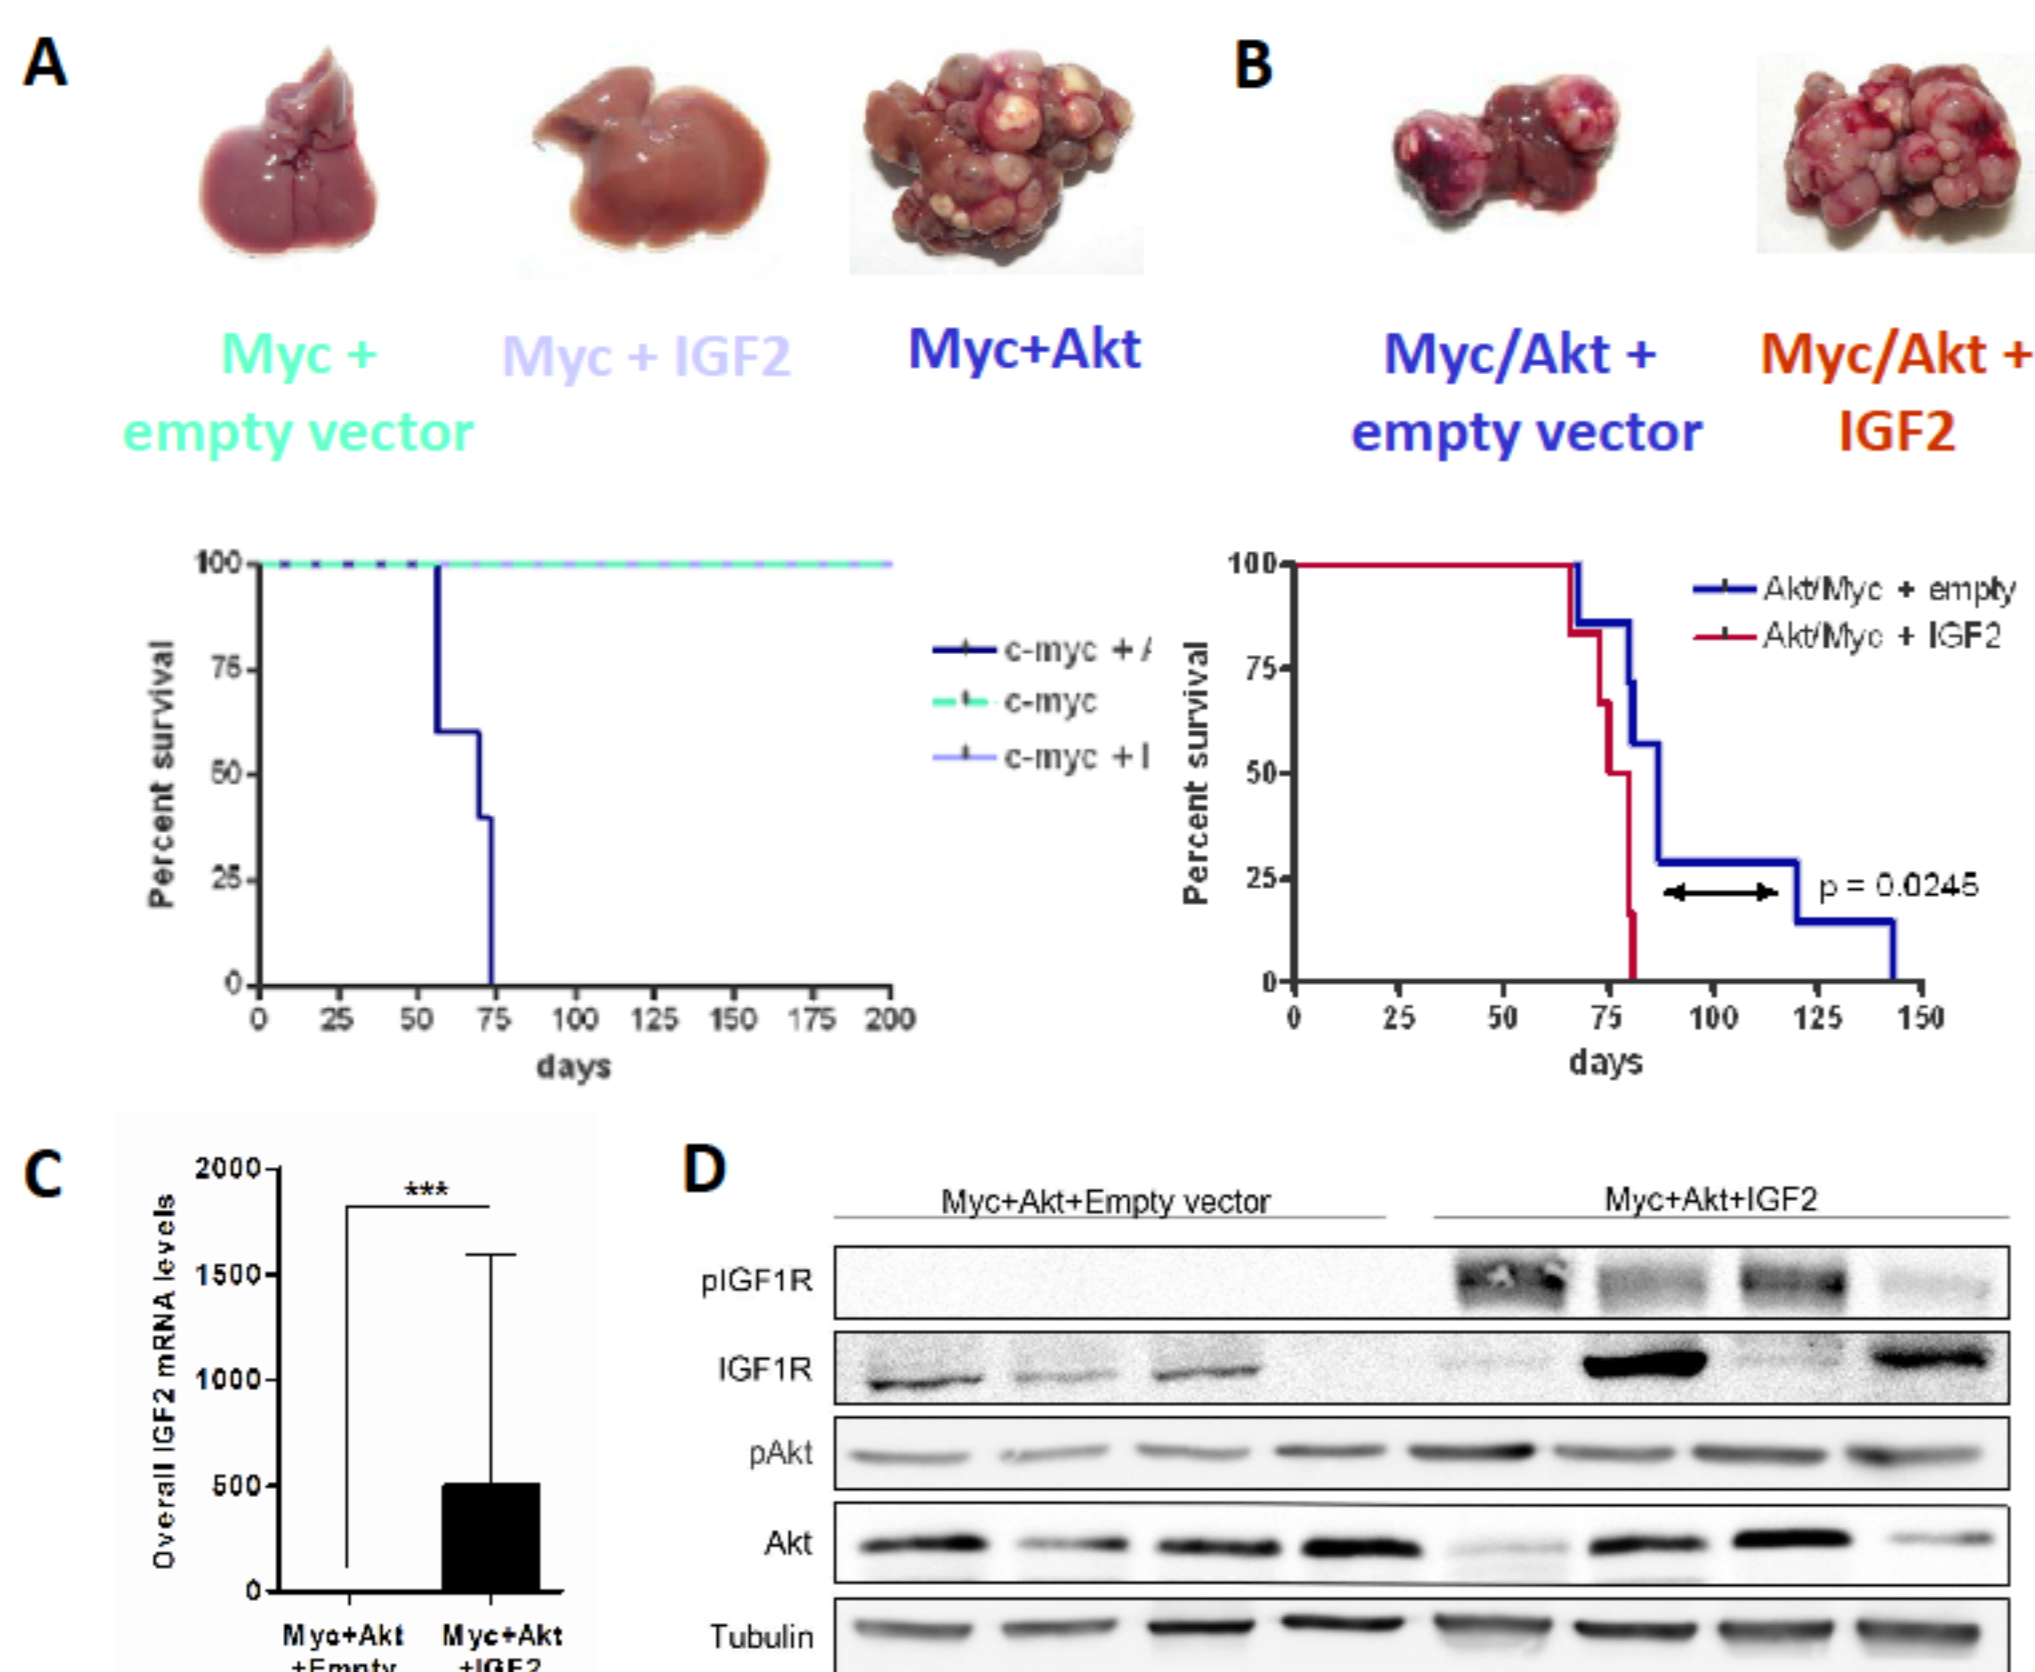 A
B
Myc +
empty vector
Myc + IGF2
Myc+Akt
Myc/Akt +
empty vector
Myc/Akt +
IGF2
100
75
50
25
0
Percent survival
0 25 50 75 100 125 150 175 200
days
c-myc +
c-myc
c-myc + I
100
75
50
25
0
Percent survival
0 25 50 75 100 125 150
days
Akt/Myc + empty
Akt/Myc + IGF2
p = 0.0245
C
2000
1500
1000
500
0
Overall IGF2 mRNA levels
***
Myc+Akt
+Empty
Myc+Akt
+IGF2
D
Myc+Akt+Empty vector
Myc+Akt+IGF2
pIGF1R
IGF1R
pAkt
Akt
Tubulin